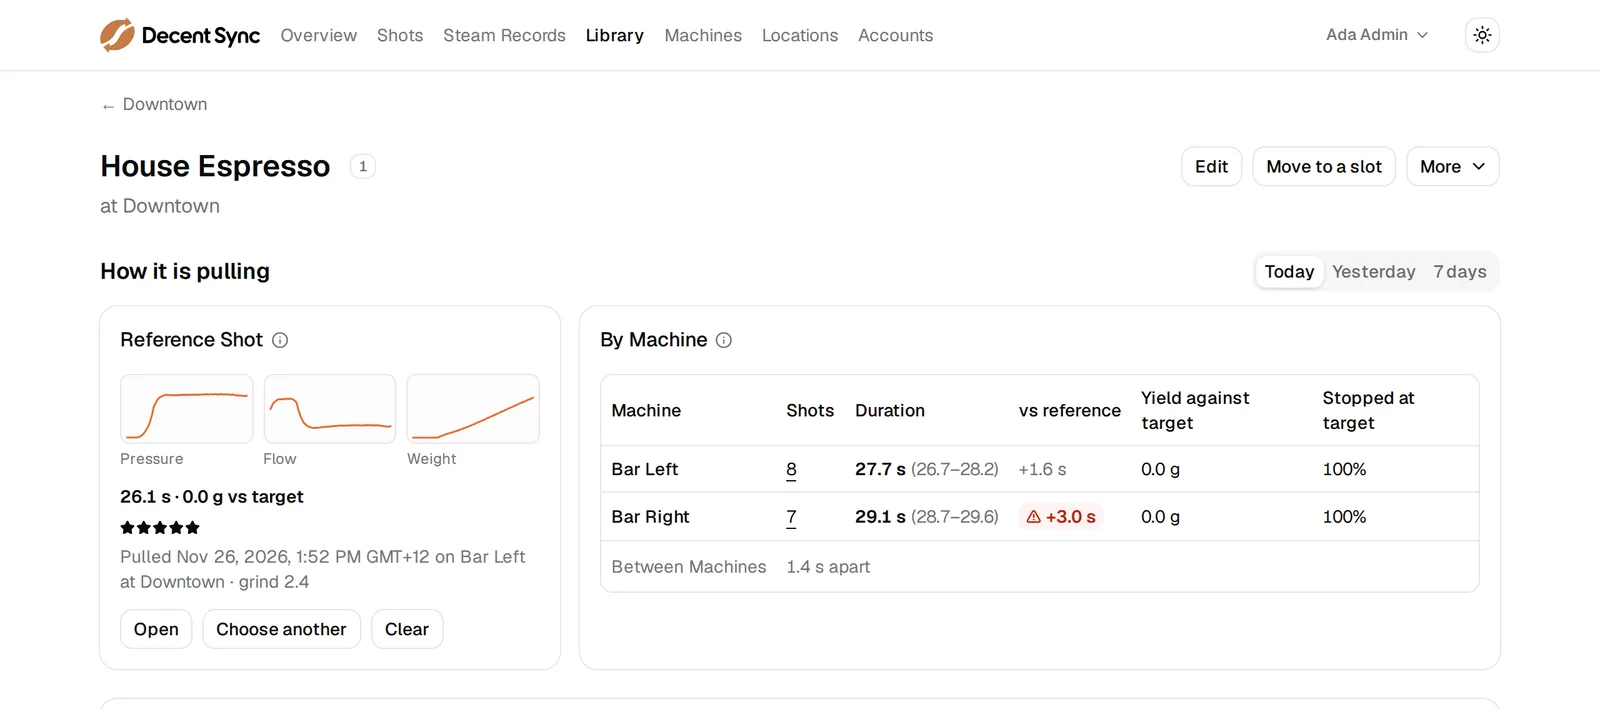 Decent Sync Overview Shots Steam Records Library Machines Locations Accounts Ada Admin
← Downtown
House Espresso 1
Edit Move to a slot More
at Downtown
How it is pulling
Today Yesterday 7 days
Reference Shot
Pressure Flow Weight
26.1 s · 0.0 g vs target
★★★★★
Pulled Nov 26, 2026, 1:52 PM GMT+12 on Bar Left
at Downtown · grind 2.4
Open Choose another Clear
By Machine
Machine Shots Duration vs reference Yield against target Stopped at target
Bar Left 8 27.7 s (26.7–28.2) +1.6 s 0.0 g 100%
Bar Right 7 29.1 s (28.7–29.6) +3.0 s 0.0 g 100%
Between Machines 1.4 s apart